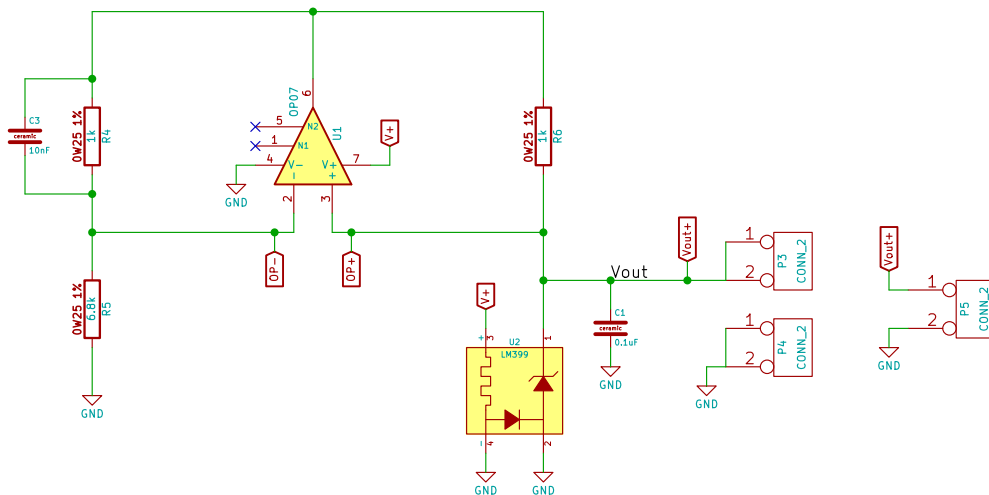 C3
ceramic
10nF
0W25 1%
1k
R4
OP07
6
5
N2
1
N1
4
V-
V+
7
-
+
2
3
U1
V+
GND
0W25 1%
1k
R6
OP-
OP+
0W25 1%
6.8k
R5
GND
V+
U2
LM399
+
3
1
-
4
2
GND
GND
Vout
C1
ceramic
0.1uF
GND
Vout+
1
2
P3
CONN_2
1
2
P4
CONN_2
GND
Vout+
1
2
P5
CONN_2
GND